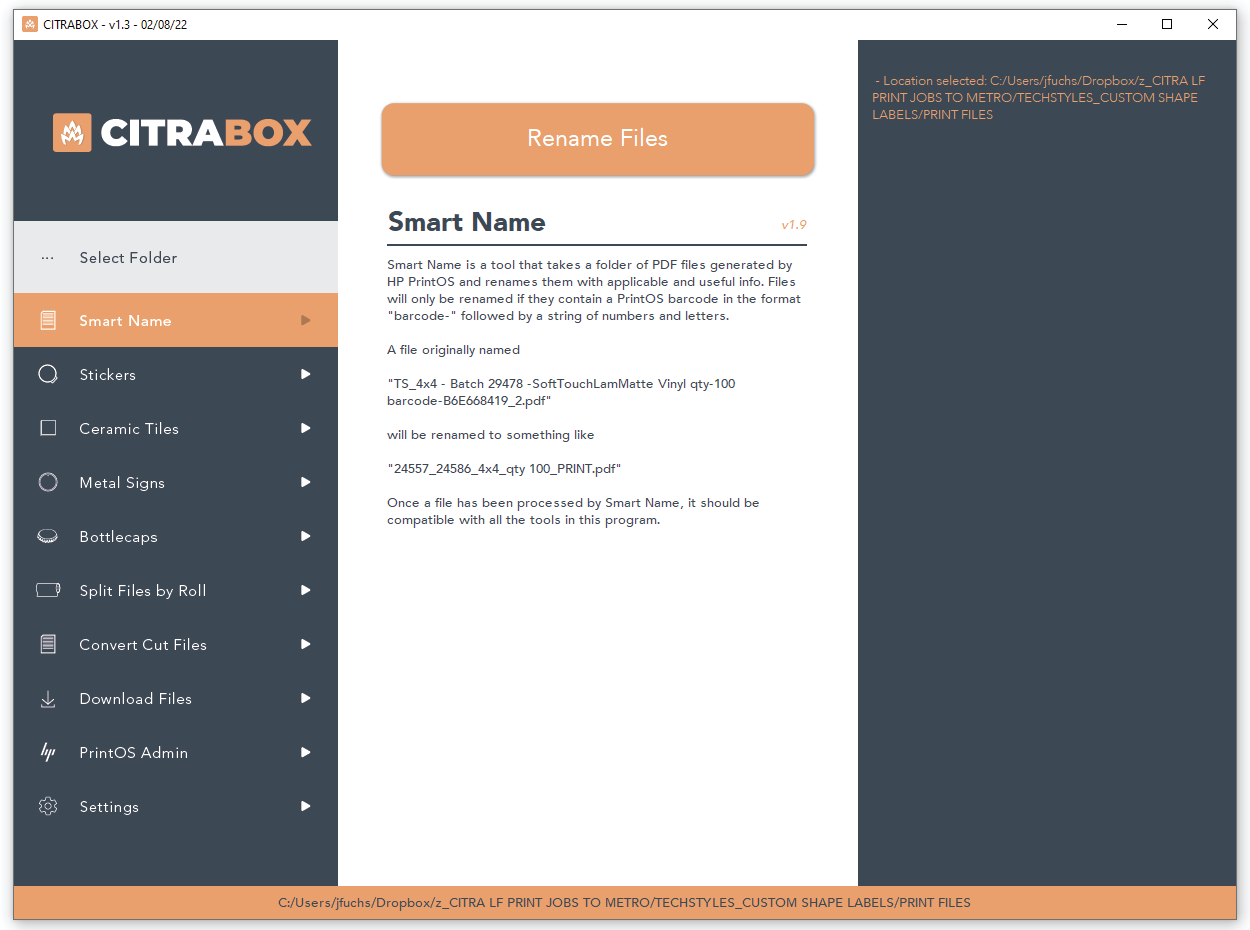 CITRABOX - v1.3 - 02/08/22
CITRABOX
... Select Folder
Smart Name
Stickers
Ceramic Tiles
Metal Signs
Bottlecaps
Split Files by Roll
Convert Cut Files
Download Files
hp PrintOS Admin
Settings
Rename Files
Smart Name v1.9
Smart Name is a tool that takes a folder of PDF files generated by
HP PrintOS and renames them with applicable and useful info. Files
will only be renamed if they contain a PrintOS barcode in the format
"barcode-" followed by a string of numbers and letters.
A file originally named
"TS_4x4 - Batch 29478 -SoftTouchLamMatte Vinyl qty-100
barcode-B6E668419_2.pdf"
will be renamed to something like
"24557_24586_4x4_qty 100_PRINT.pdf"
Once a file has been processed by Smart Name, it should be
compatible with all the tools in this program.
- Location selected: C:/Users/jfuchs/Dropbox/z_CITRA LF
PRINT JOBS TO METRO/TECHSTYLES_CUSTOM SHAPE
LABELS/PRINT FILES
C:/Users/jfuchs/Dropbox/z_CITRA LF PRINT JOBS TO METRO/TECHSTYLES_CUSTOM SHAPE LABELS/PRINT FILES